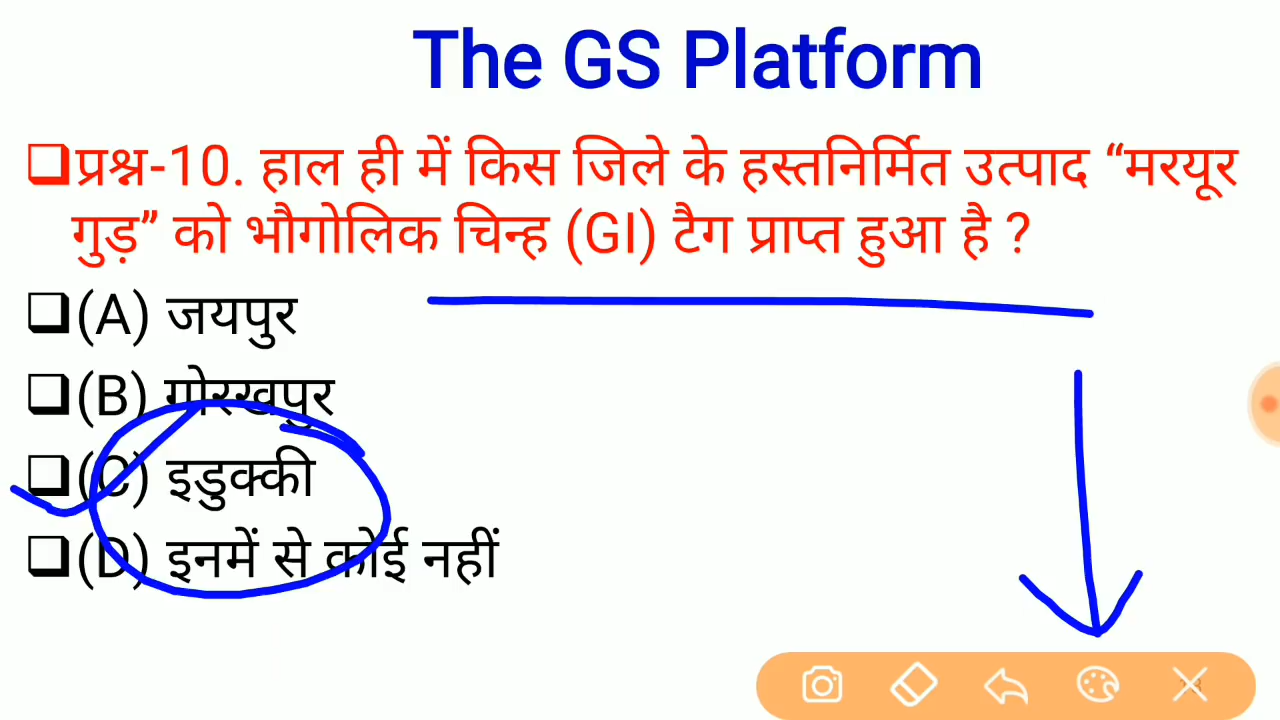 The GS Platform
❑प्रश्न-10. हाल ही में किस जिले के हस्तनिर्मित उत्पाद “मरयूर
गुड़” को भौगोलिक चिन्ह (GI) टैग प्राप्त हुआ है ?
❑(A) जयपुर
❑(B) गोरखपुर
❑(C) इडुक्की
❑(D) इनमें से कोई नहीं